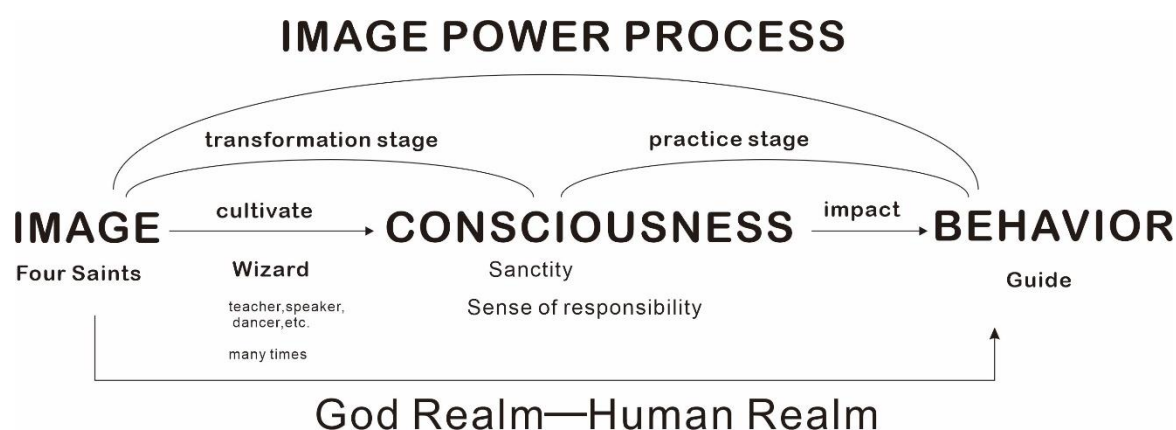 IMAGE POWER PROCESS
transformation stage
practice stage
cultivate
impact
IMAGE
CONSCIOUSNESS
BEHAVIOR
Four Saints
Wizard
Sanctity
Guide
teacher,speaker,
dancer,etc.
Sense of responsibility
many times
God Realm—Human Realm